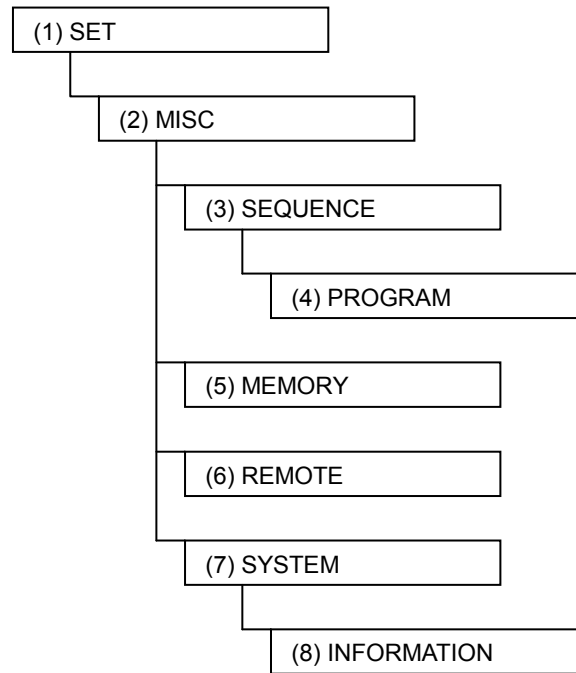 (1) SET
(2) MISC
(3) SEQUENCE
(4) PROGRAM
(5) MEMORY
(6) REMOTE
(7) SYSTEM
(8) INFORMATION